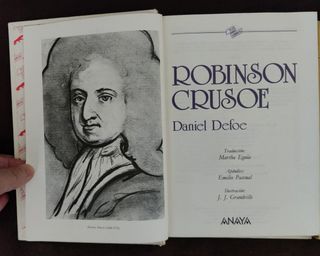 ROBINSON
CRUSOE
Daniel Defoe
Traducción:
Martha Eguía
Apéndice:
Emilio Pascual
Ilustración:
J. J. Grandville
ANAYA